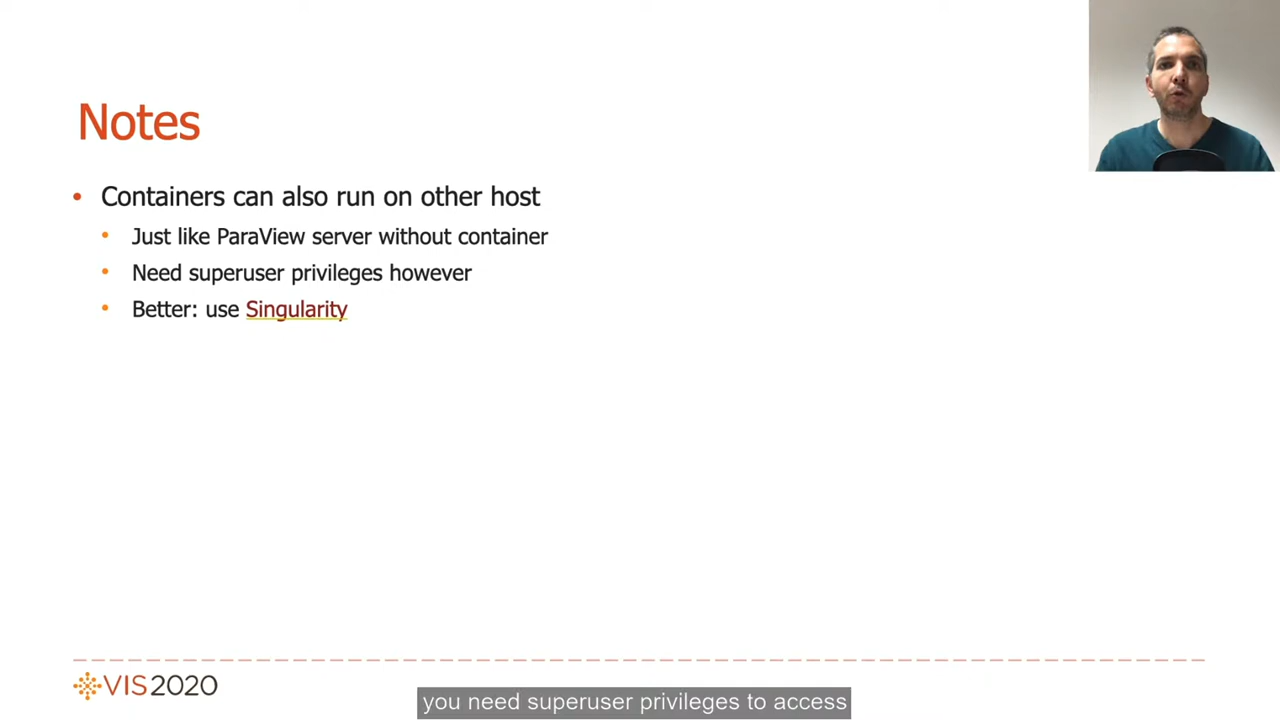 Notes
• Containers can also run on other host
• Just like ParaView server without container
• Need superuser privileges however
• Better: use Singularity
VIS2020
you need superuser privileges to access